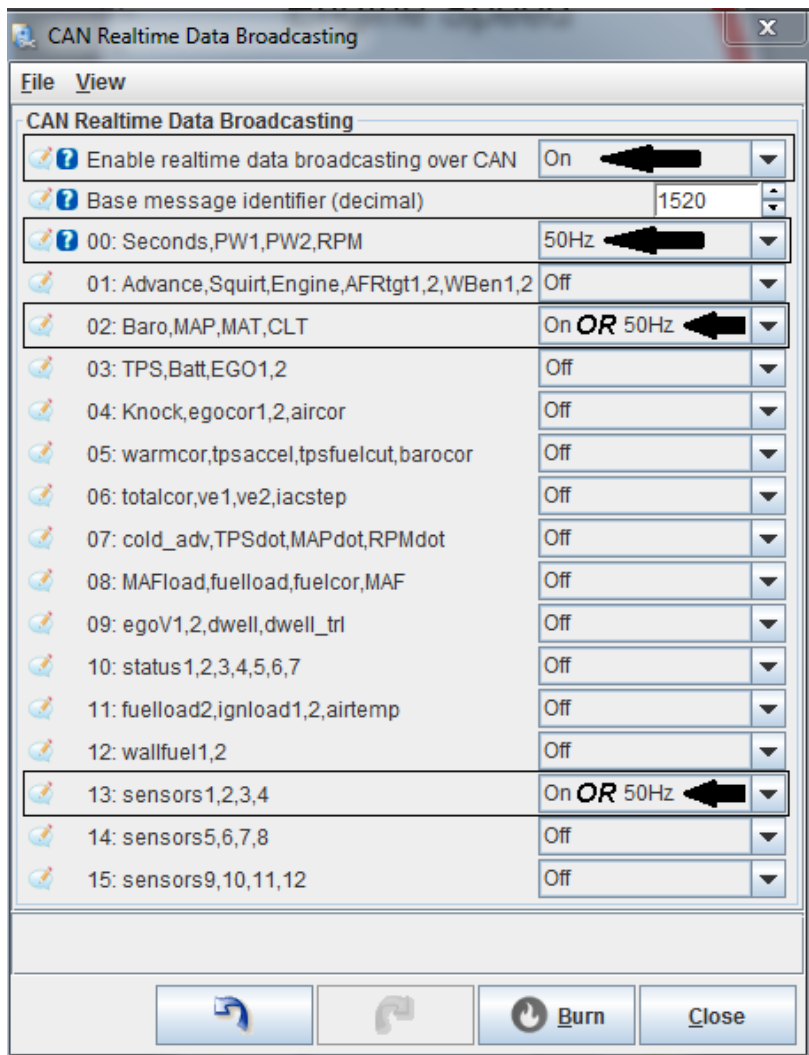 CAN Realtime Data Broadcasting
X
File View
CAN Realtime Data Broadcasting
Enable realtime data broadcasting over CAN On
Base message identifier (decimal) 1520
00: Seconds,PW1,PW2,RPM 50Hz
01: Advance,Squirt,Engine,AFRtgt1,2,WBen1,2 Off
02: Baro,MAP,MAT,CLT On OR 50Hz
03: TPS,Batt,EGO1,2 Off
04: Knock,egocor1,2,aircor Off
05: warmcor,tpsaccel,tpsfuelcut,barocor Off
06: totalcor,ve1,ve2,iacstep Off
07: cold_adv,TPSdot,MAPdot,RPMdot Off
08: MAFload,fuelload,fuelcor,MAF Off
09: egoV1,2,dwell,dwell_trl Off
10: status1,2,3,4,5,6,7 Off
11: fuelload2,ignload1,2,airtemp Off
12: wallfuel1,2 Off
13: sensors1,2,3,4 On OR 50Hz
14: sensors5,6,7,8 Off
15: sensors9,10,11,12 Off
Burn Close